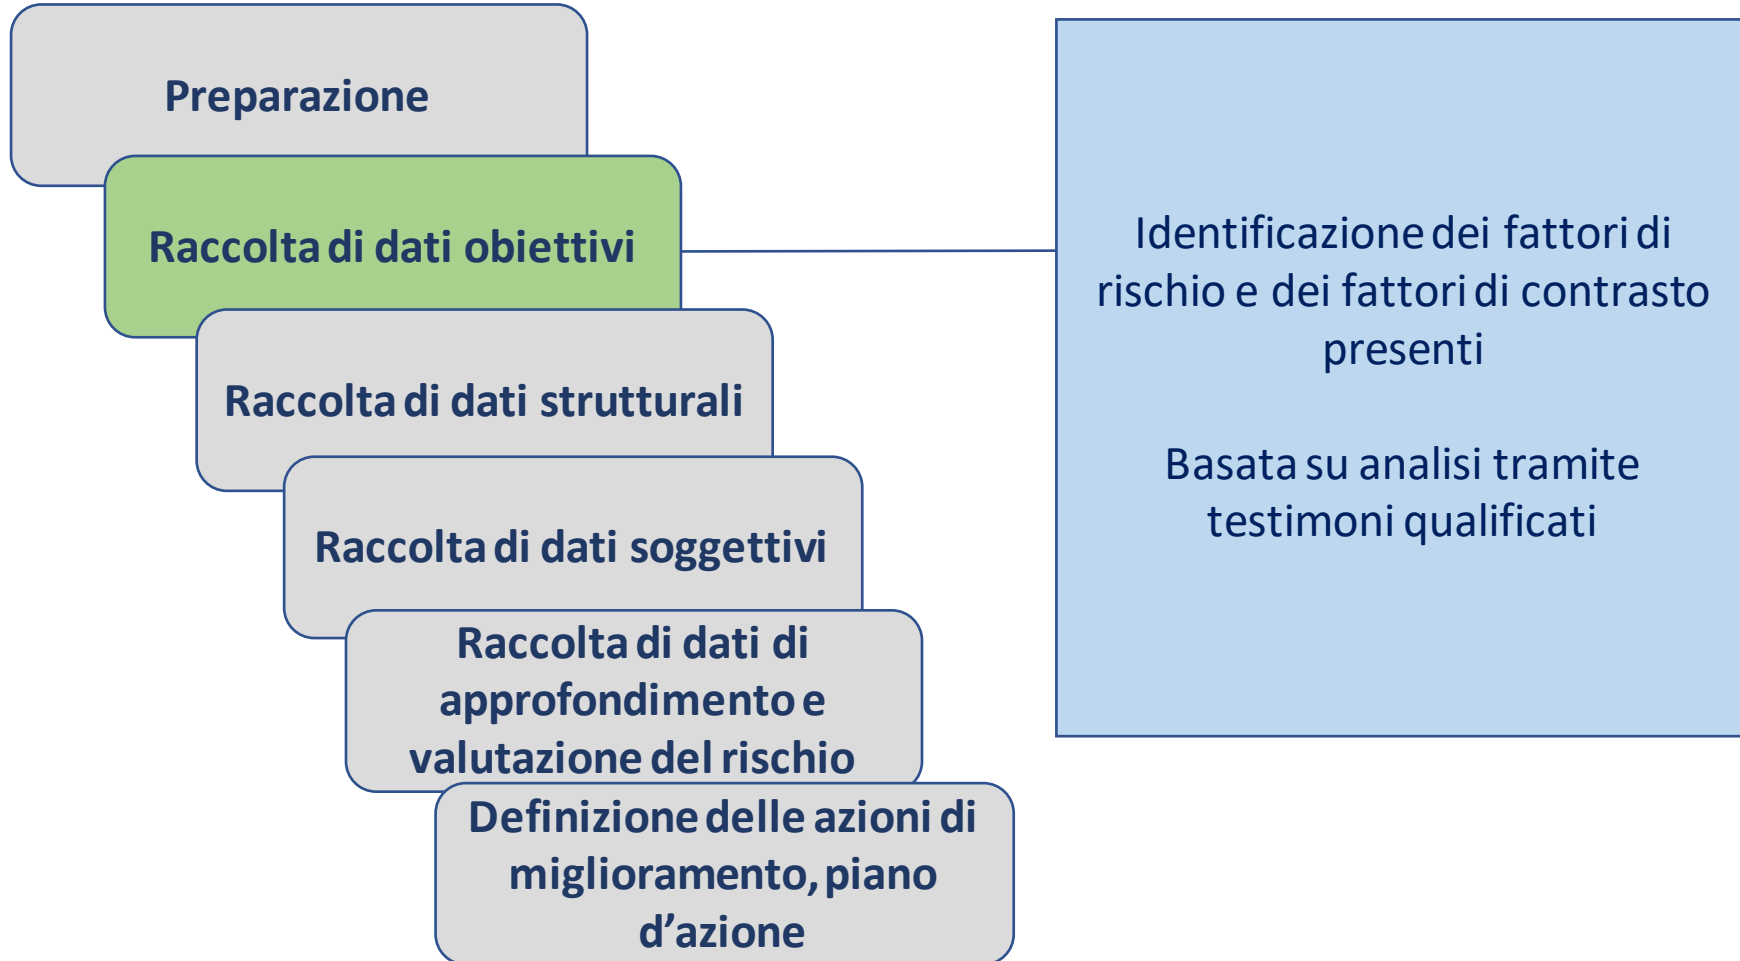 Preparazione
Raccolta di dati obiettivi
Raccolta di dati strutturali
Raccolta di dati soggettivi
Raccolta di dati di
approfondimento e
valutazione del rischio
Definizione delle azioni di
miglioramento, piano
d’azione
Identificazione dei fattori di
rischio e dei fattori di contrasto
presenti
Basata su analisi tramite
testimoni qualificati